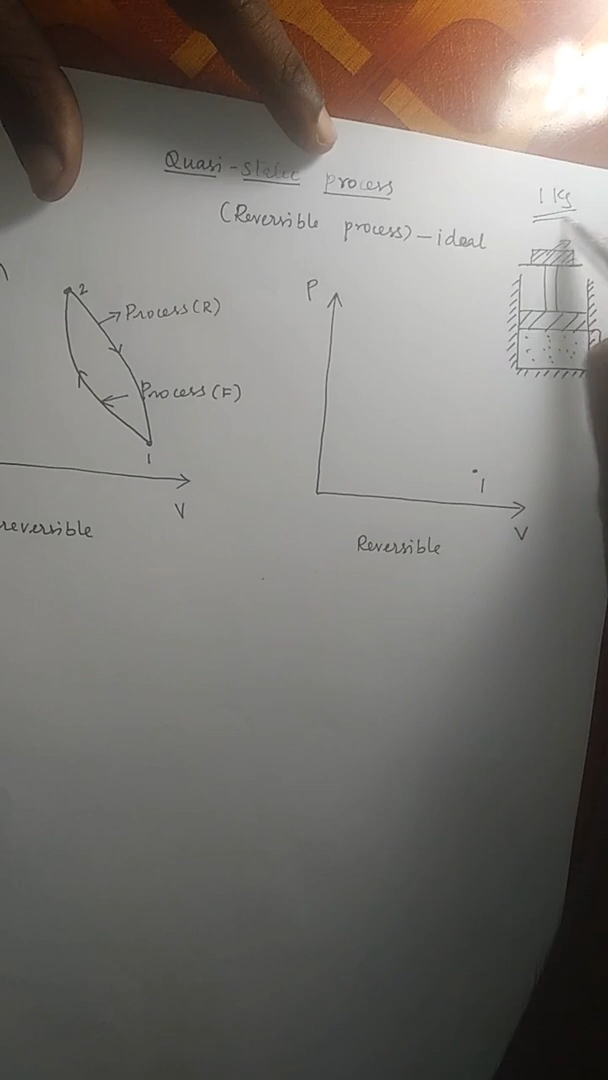 Quasi-static process
1 Kg
(Reversible process) - ideal
2
Process (R)
Process (F)
1
V
reversible
P
1
V
Reversible